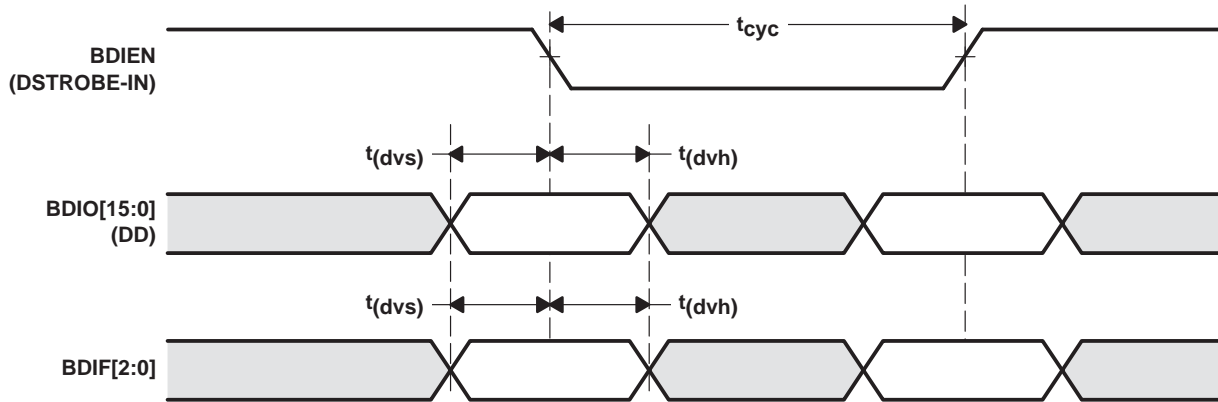 t_cyc
BDIEN
(DSTROBE-IN)
t(dvs)
t(dvh)
BDIO[15:0]
(DD)
t(dvs)
t(dvh)
BDIF[2:0]